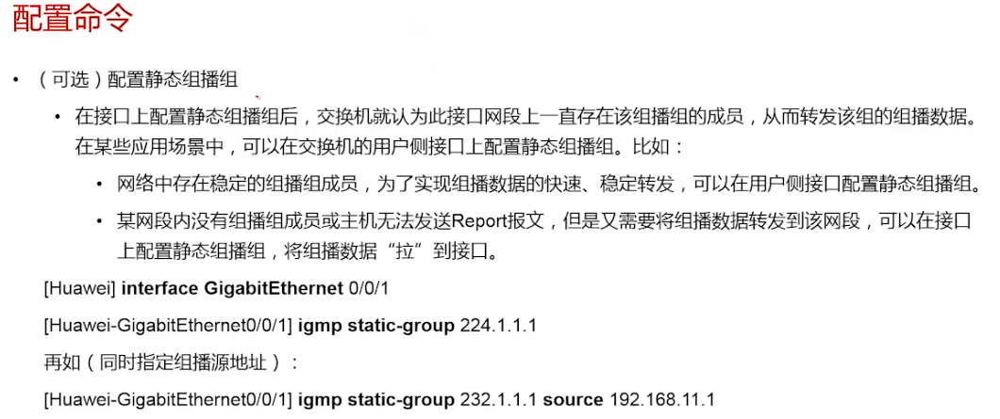 配置命令
• （可选）配置静态组播组
• 在接口上配置静态组播组后，交换机就认为此接口网段上一直存在该组播组的成员，从而转发该组的组播数据。
在某些应用场景中，可以在交换机的用户侧接口上配置静态组播组。比如：
• 网络中存在稳定的组播组成员，为了实现组播数据的快速、稳定转发，可以在用户侧接口配置静态组播组。
• 某网段内没有组播组成员或主机无法发送Report报文，但是又需要将组播数据转发到该网段，可以在接口
上配置静态组播组，将组播数据“拉”到接口。
[Huawei] interface GigabitEthernet 0/0/1
[Huawei-GigabitEthernet0/0/1] igmp static-group 224.1.1.1
再如（同时指定组播源地址）：
[Huawei-GigabitEthernet0/0/1] igmp static-group 232.1.1.1 source 192.168.11.1